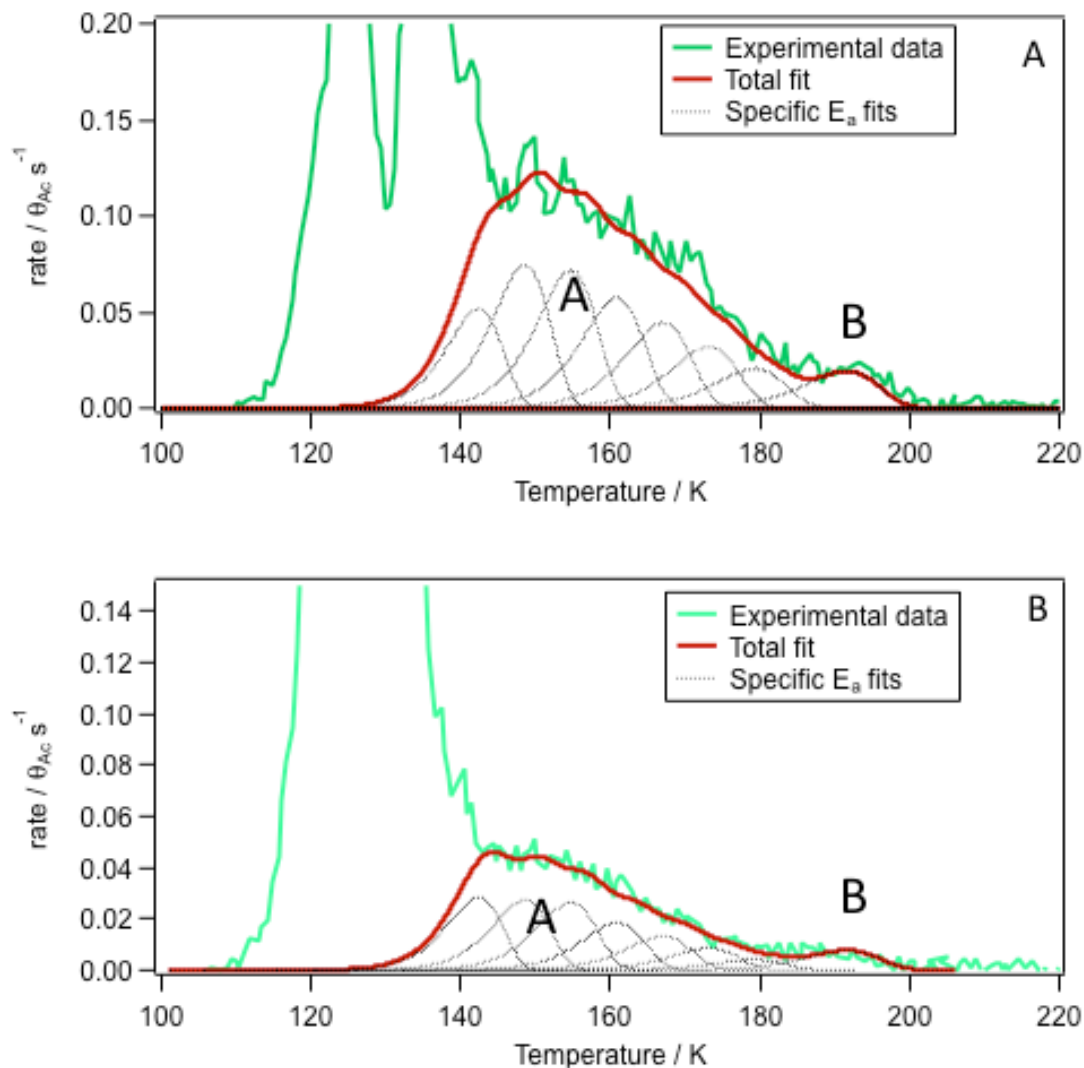 A
Experimental data
Total fit
Specific Eₐ fits
rate / θ_Ac s⁻¹
0.20
0.15
0.10
0.05
0.00
A
B
100 120 140 160 180 200 220
Temperature / K
B
Experimental data
Total fit
Specific Eₐ fits
rate / θ_Ac s⁻¹
0.14
0.12
0.10
0.08
0.06
0.04
0.02
0.00
A
B
100 120 140 160 180 200 220
Temperature / K